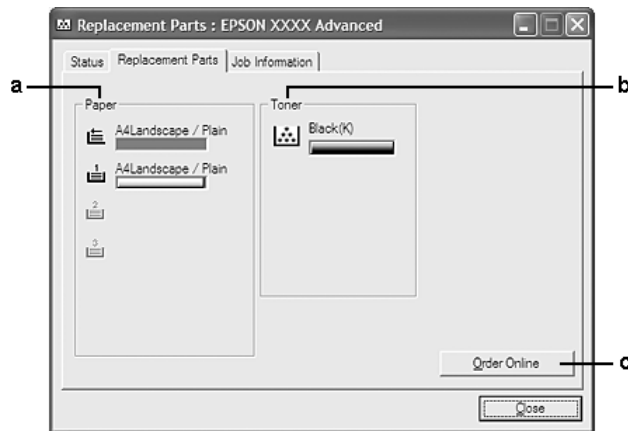 Replacement Parts : EPSON XXXX Advanced
Status Replacement Parts Job Information
a
b
Paper
Toner
A4Landscape / Plain
Black(K)
1
A4Landscape / Plain
2
3
Order Online
c
Close